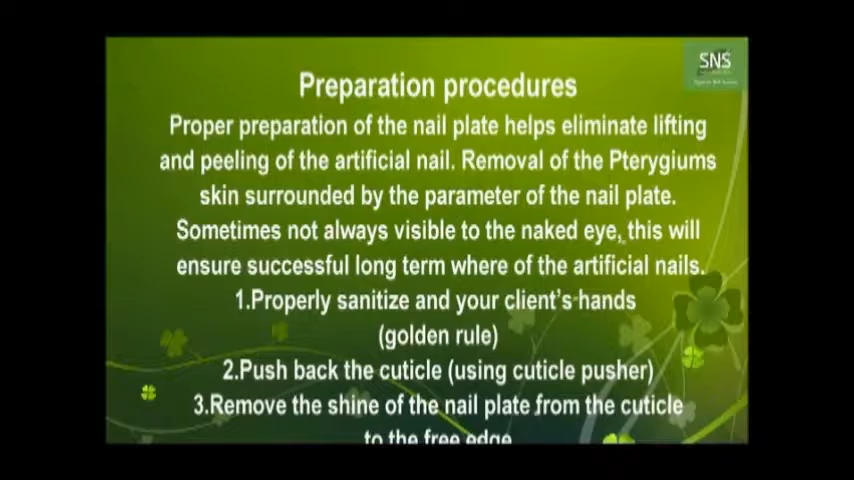 SNS
Preparation procedures
Proper preparation of the nail plate helps eliminate lifting
and peeling of the artificial nail. Removal of the Pterygiums
skin surrounded by the parameter of the nail plate.
Sometimes not always visible to the naked eye, this will
ensure successful long term where of the artificial nails.
1.Properly sanitize and your client's hands
(golden rule)
2.Push back the cuticle (using cuticle pusher)
3.Remove the shine of the nail plate from the cuticle
to the free edge